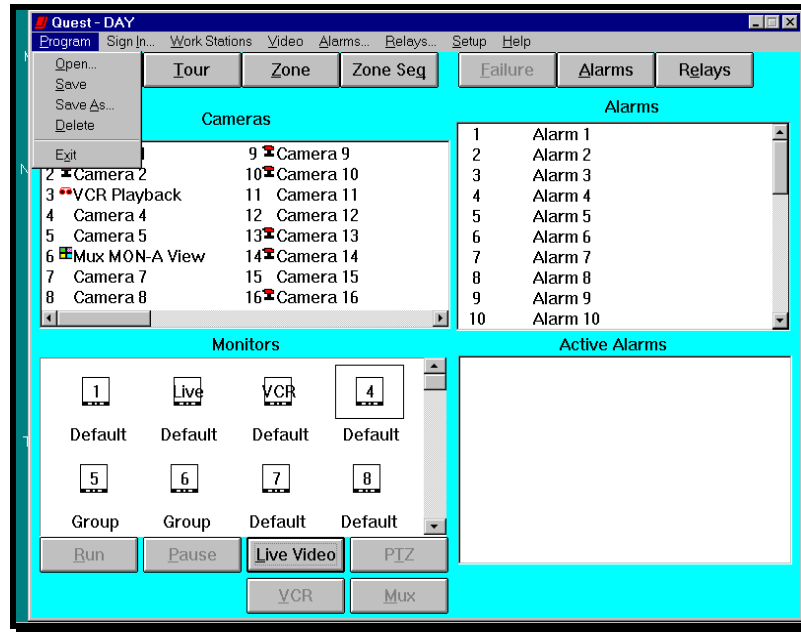 Quest - DAY
Program Sign In... Work Stations Video Alarms... Relays... Setup Help
Open...
Save
Save As...
Delete
Exit
Tour Zone Zone Seq Failure Alarms Relays
Cameras
2 Camera 2
3 VCR Playback
4 Camera 4
5 Camera 5
6 Mux MON-A View
7 Camera 7
8 Camera 8
9 Camera 9
10 Camera 10
11 Camera 11
12 Camera 12
13 Camera 13
14 Camera 14
15 Camera 15
16 Camera 16
Alarms
1 Alarm 1
2 Alarm 2
3 Alarm 3
4 Alarm 4
5 Alarm 5
6 Alarm 6
7 Alarm 7
8 Alarm 8
9 Alarm 9
10 Alarm 10
Monitors
1 Live VCR 4
Default Default Default Default
5 6 7 8
Group Group Default Default
Active Alarms
Run Pause Live Video PTZ
VCR Mux